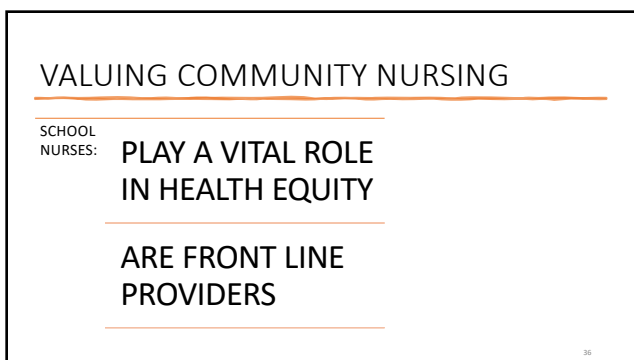 VALUING COMMUNITY NURSING
SCHOOL
NURSES:
PLAY A VITAL ROLE
IN HEALTH EQUITY
ARE FRONT LINE
PROVIDERS
36